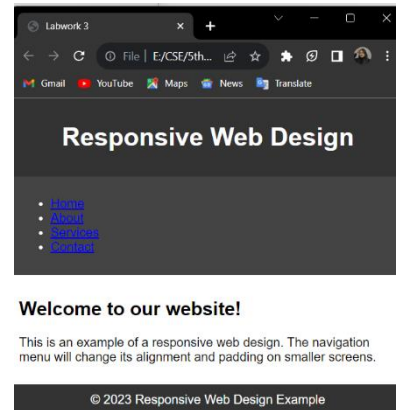 Labwork 3
File | E:/CSE/5th...
Gmail YouTube Maps News Translate
Responsive Web Design
• Home
• About
• Services
• Contact
Welcome to our website!
This is an example of a responsive web design. The navigation
menu will change its alignment and padding on smaller screens.
© 2023 Responsive Web Design Example